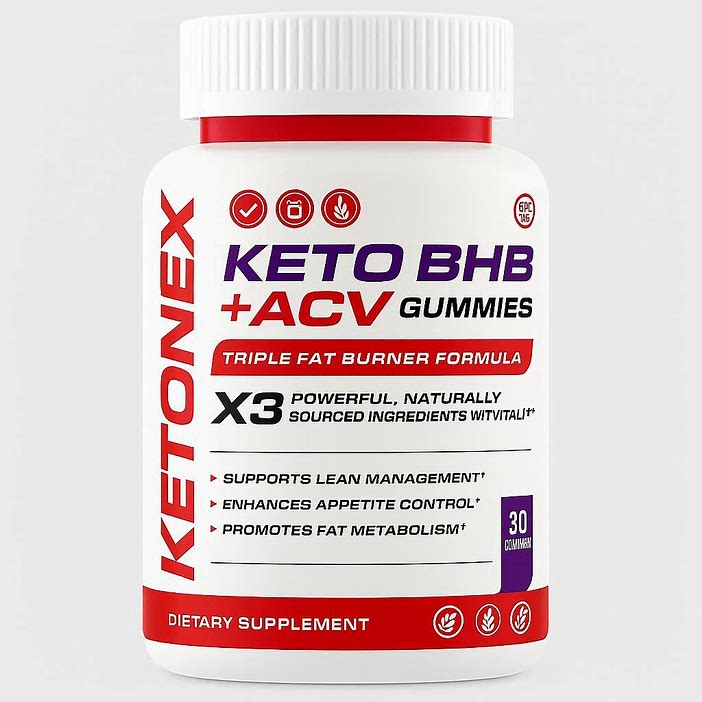 KETONEX
6PC
KETO BHB
+ACV GUMMIES
TRIPLE FAT BURNER FORMULA
X3 POWERFUL, NATURALLY
SOURCED INGREDIENTS WITVITALI†*
SUPPORTS LEAN MANAGEMENT†
ENHANCES APPETITE CONTROL†
PROMOTES FAT METABOLISM†
30
DIETARY SUPPLEMENT